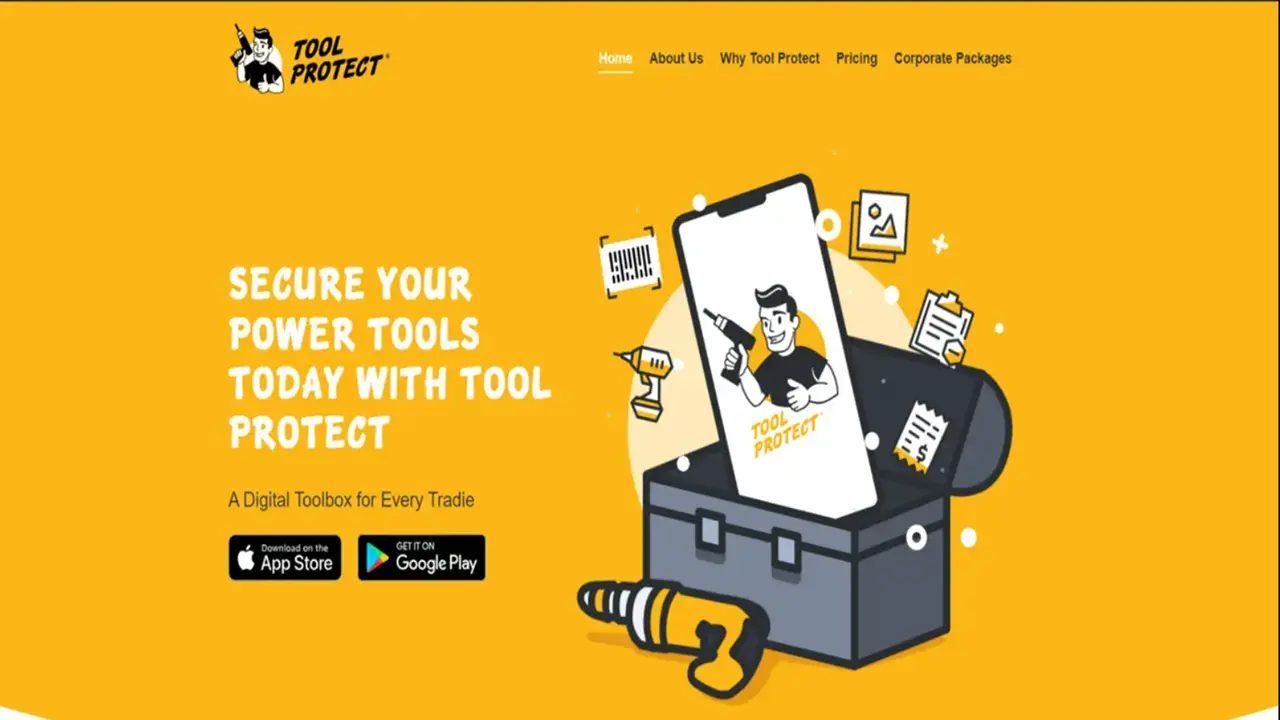 TOOL
PROTECT®
Home About Us Why Tool Protect Pricing Corporate Packages
SECURE YOUR
POWER TOOLS
TODAY WITH TOOL
PROTECT
A Digital Toolbox for Every Tradie
Download on the
App Store
GET IT ON
Google Play
TOOL
PROTECT
$